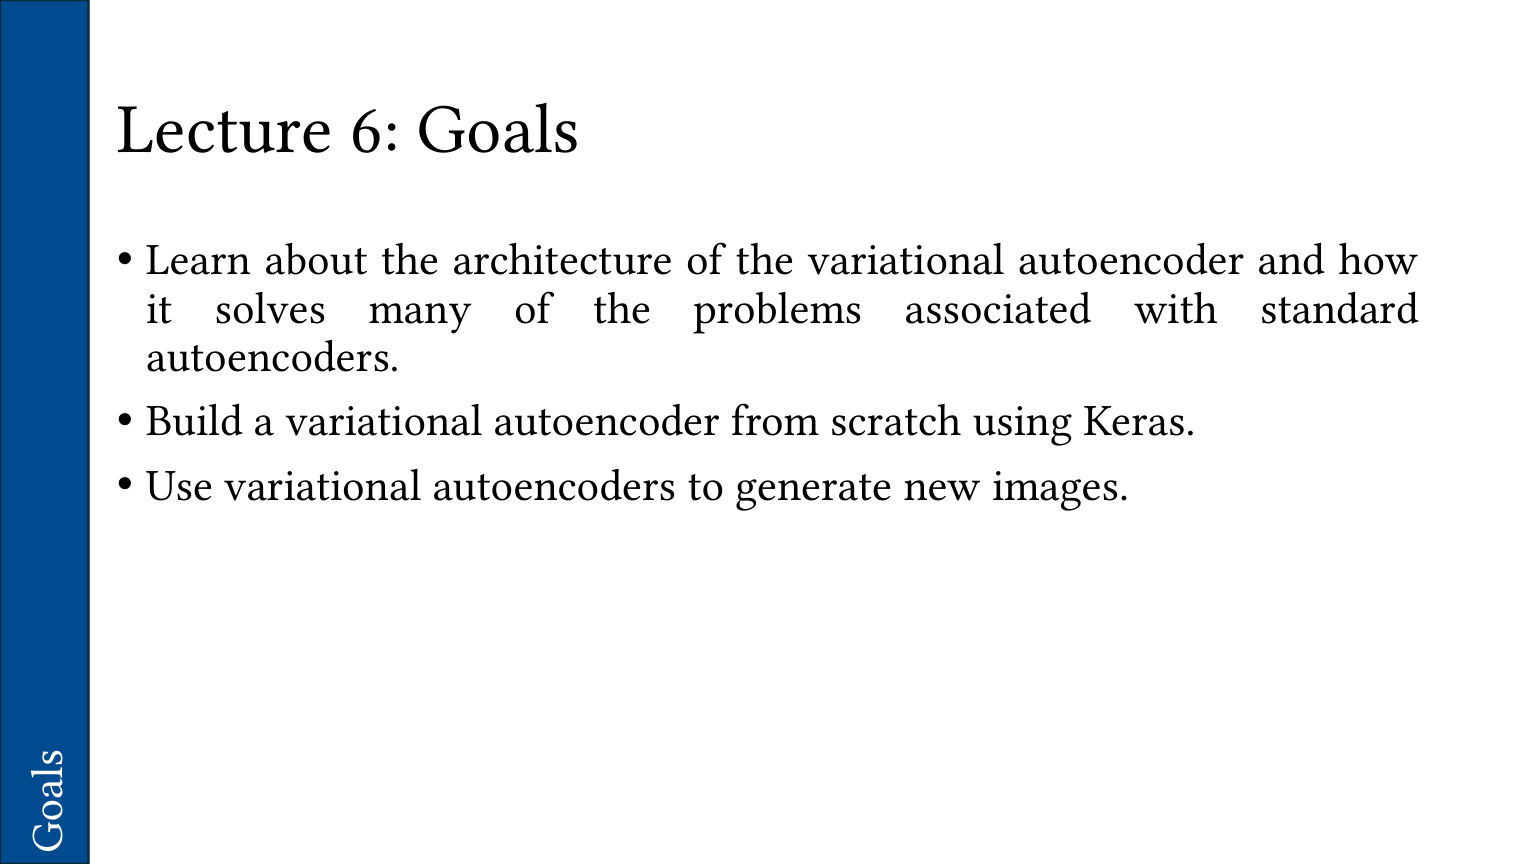 Lecture 6: Goals
• Learn about the architecture of the variational autoencoder and how
it solves many of the problems associated with standard
autoencoders.
• Build a variational autoencoder from scratch using Keras.
• Use variational autoencoders to generate new images.
Goals